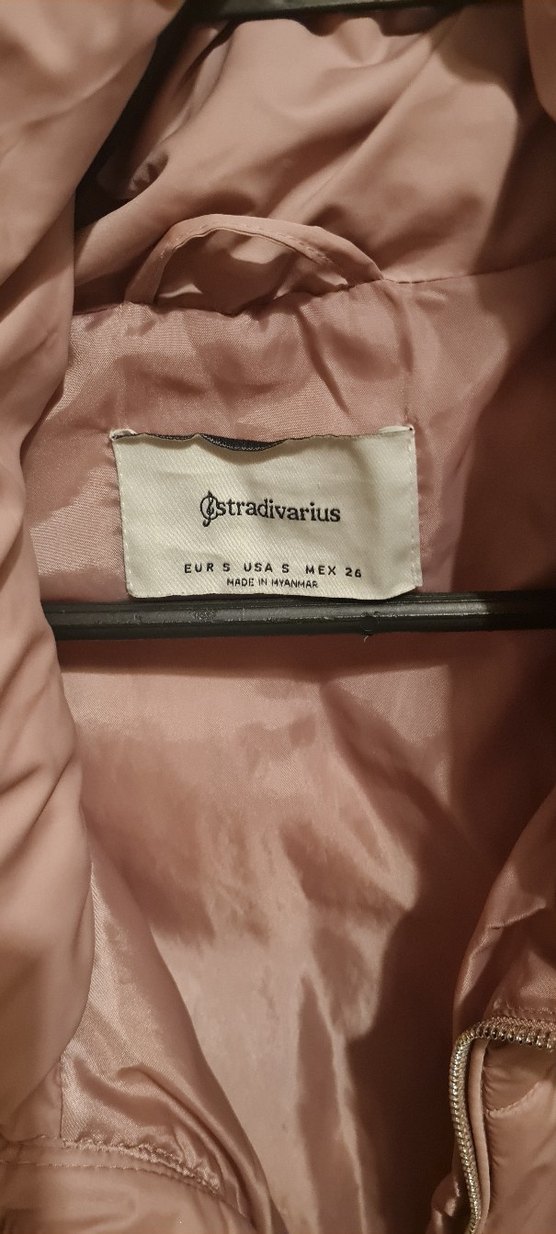 stradivarius
EUR S USA S MEX 26
MADE IN MYANMAR